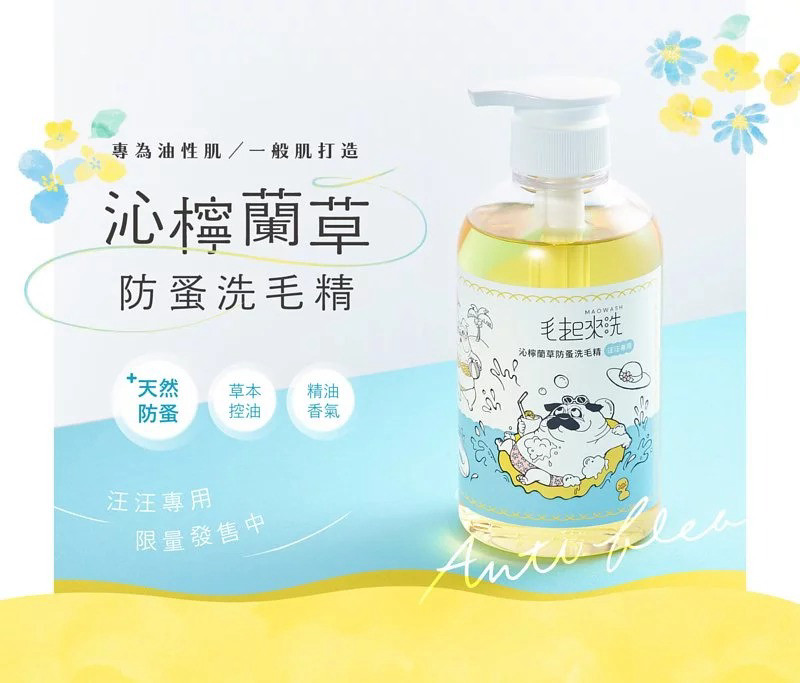 專為油性肌／一般肌打造
沁檸蘭草
防蚤洗毛精
+天然
防蚤
草本
控油
精油
香氣
汪汪專用
限量發售中
MAOWASH
毛起來洗
沁檸蘭草防蚤洗毛精 汪汪專用
Anti flea